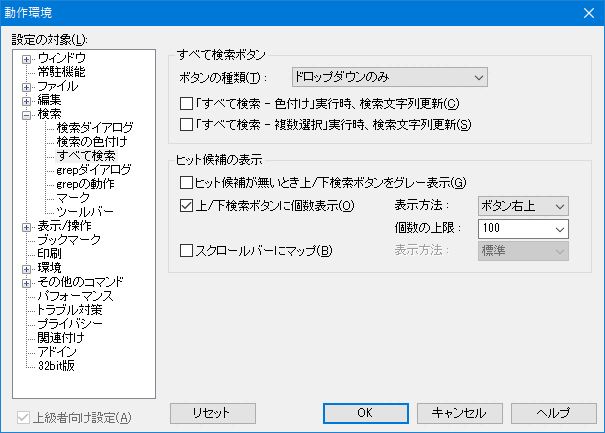 動作環境
設定の対象(L):
ウィンドウ
常駐機能
ファイル
編集
検索
検索ダイアログ
検索の色付け
すべて検索
grepダイアログ
grepの動作
マーク
ツールバー
表示/操作
ブックマーク
印刷
環境
その他のコマンド
パフォーマンス
トラブル対策
プライバシー
関連付け
アドイン
32bit版
上級者向け設定(A)
すべて検索ボタン
ボタンの種類(T)： ドロップダウンのみ
「すべて検索 - 色付け」実行時、検索文字列更新(C)
「すべて検索 - 複数選択」実行時、検索文字列更新(S)
ヒット候補の表示
ヒット候補が無いとき上/下検索ボタンをグレー表示(G)
上/下検索ボタンに個数表示(O) 表示方法： ボタン右上
個数の上限： 100
スクロールバーにマップ(B) 表示方法： 標準
リセット OK キャンセル ヘルプ